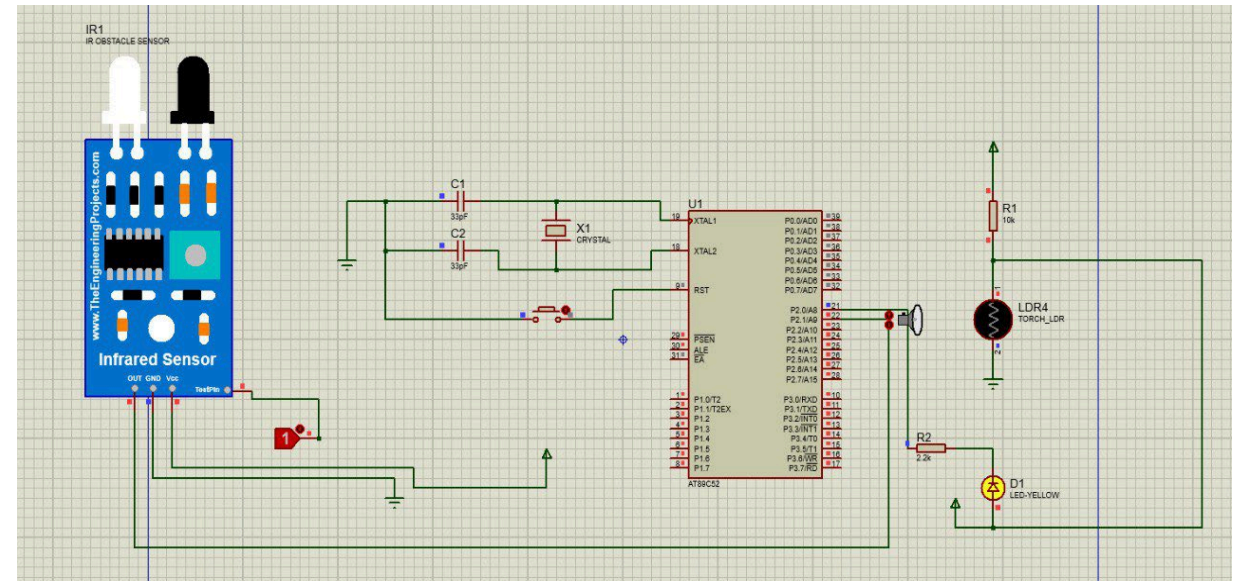 IR1
IR OBSTACLE SENSOR
www.TheEngineeringProjects.com
Infrared Sensor
OUT GND Vcc
TestPin
1
C1
33pF
C2
33pF
X1
CRYSTAL
U1
19 XTAL1
18 XTAL2
9 RST
29 PSEN
30 ALE
31 EA
1 P1.0/T2
2 P1.1/T2EX
3 P1.2
4 P1.3
5 P1.4
6 P1.5
7 P1.6
8 P1.7
P0.0/AD0 39
P0.1/AD1 38
P0.2/AD2 37
P0.3/AD3 36
P0.4/AD4 35
P0.5/AD5 34
P0.6/AD6 33
P0.7/AD7 32
P2.0/A8 21
P2.1/A9 22
P2.2/A10 23
P2.3/A11 24
P2.4/A12 25
P2.5/A13 26
P2.6/A14 27
P2.7/A15 28
P3.0/RXD 10
P3.1/TXD 11
P3.2/INT0 12
P3.3/INT1 13
P3.4/T0 14
P3.5/T1 15
P3.6/WR 16
P3.7/RD 17
AT89C52
R1
10k
1
LDR4
TORCH_LDR
2
R2
2.2k
D1
LED-YELLOW